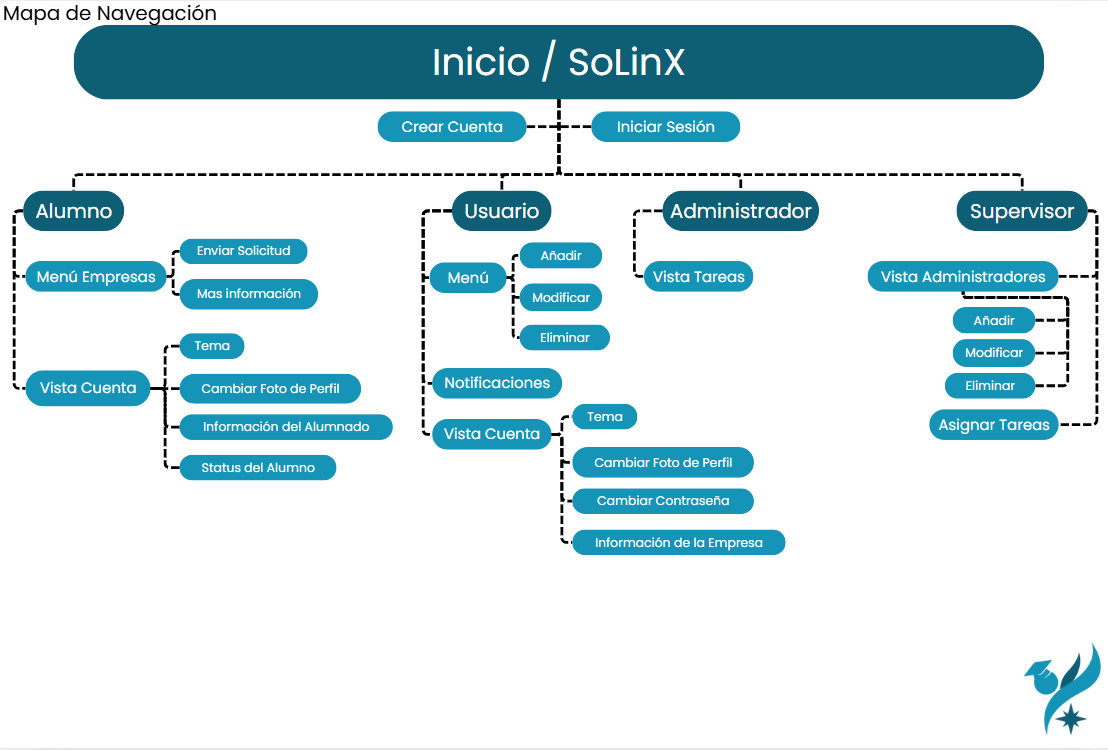 Mapa de Navegación
Inicio / SoLinX
Crear Cuenta
Iniciar Sesión
Alumno
Menú Empresas
Enviar Solicitud
Mas información
Vista Cuenta
Tema
Cambiar Foto de Perfil
Información del Alumnado
Status del Alumno
Usuario
Menú
Añadir
Modificar
Eliminar
Notificaciones
Vista Cuenta
Tema
Cambiar Foto de Perfil
Cambiar Contraseña
Información de la Empresa
Administrador
Vista Tareas
Supervisor
Vista Administradores
Añadir
Modificar
Eliminar
Asignar Tareas